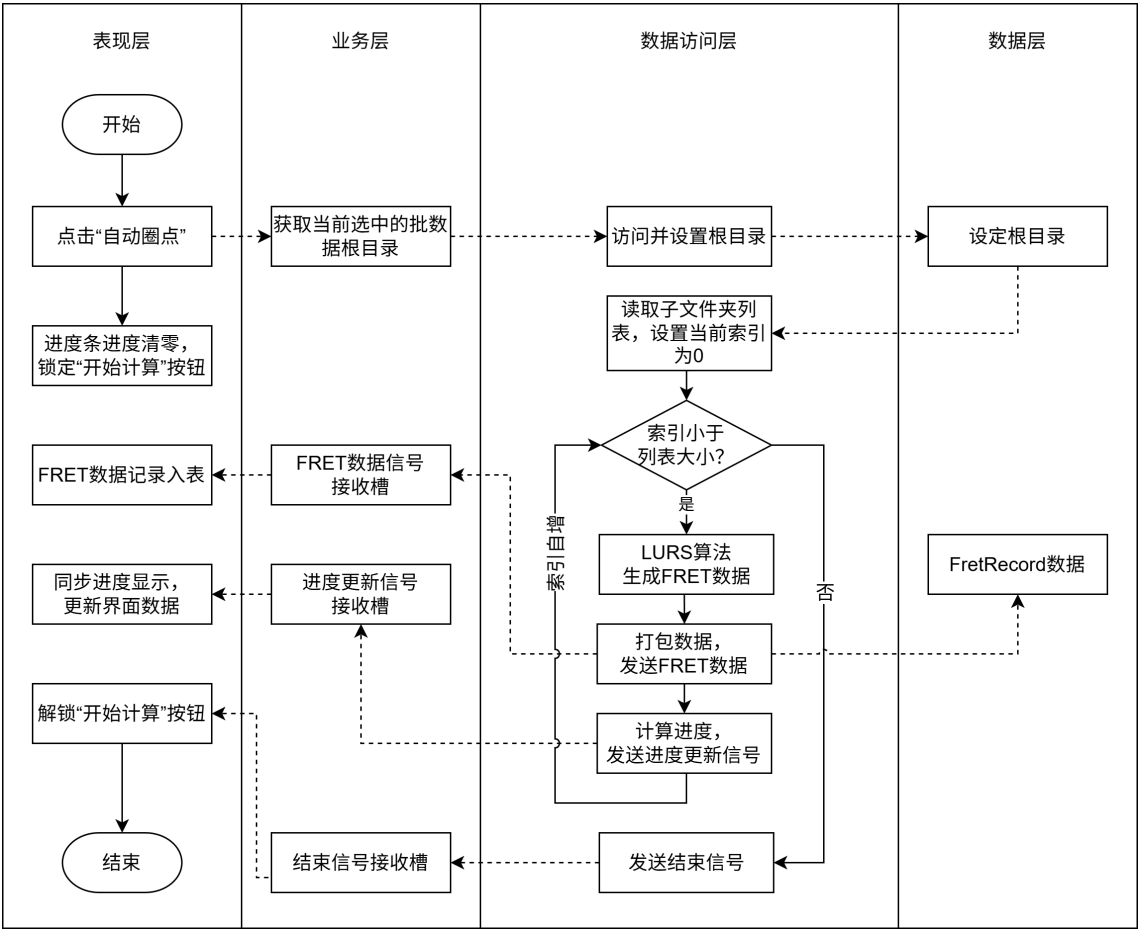 表现层
业务层
数据访问层
数据层
开始
点击“自动圈点”
获取当前选中的批数
据根目录
访问并设置根目录
设定根目录
进度条进度清零，
锁定“开始计算”按钮
读取子文件夹列
表，设置当前索引
为0
索引小于
列表大小？
是
否
索引自增
FRET数据记录入表
FRET数据信号
接收槽
LURS算法
生成FRET数据
FretRecord数据
同步进度显示，
更新界面数据
进度更新信号
接收槽
打包数据，
发送FRET数据
解锁“开始计算”按钮
计算进度，
发送进度更新信号
结束
结束信号接收槽
发送结束信号